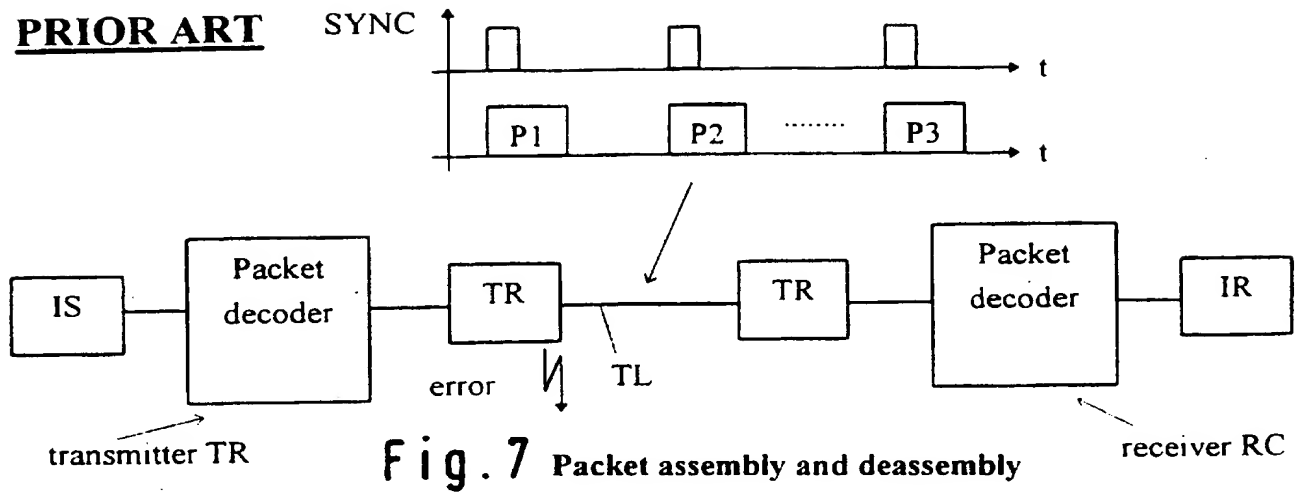 PRIOR ART
SYNC
t
P1 P2 ........ P3
t
IS
Packet
decoder
TR
TR
Packet
decoder
IR
error
TL
transmitter TR
receiver RC
Fig. 7 Packet assembly and deassembly